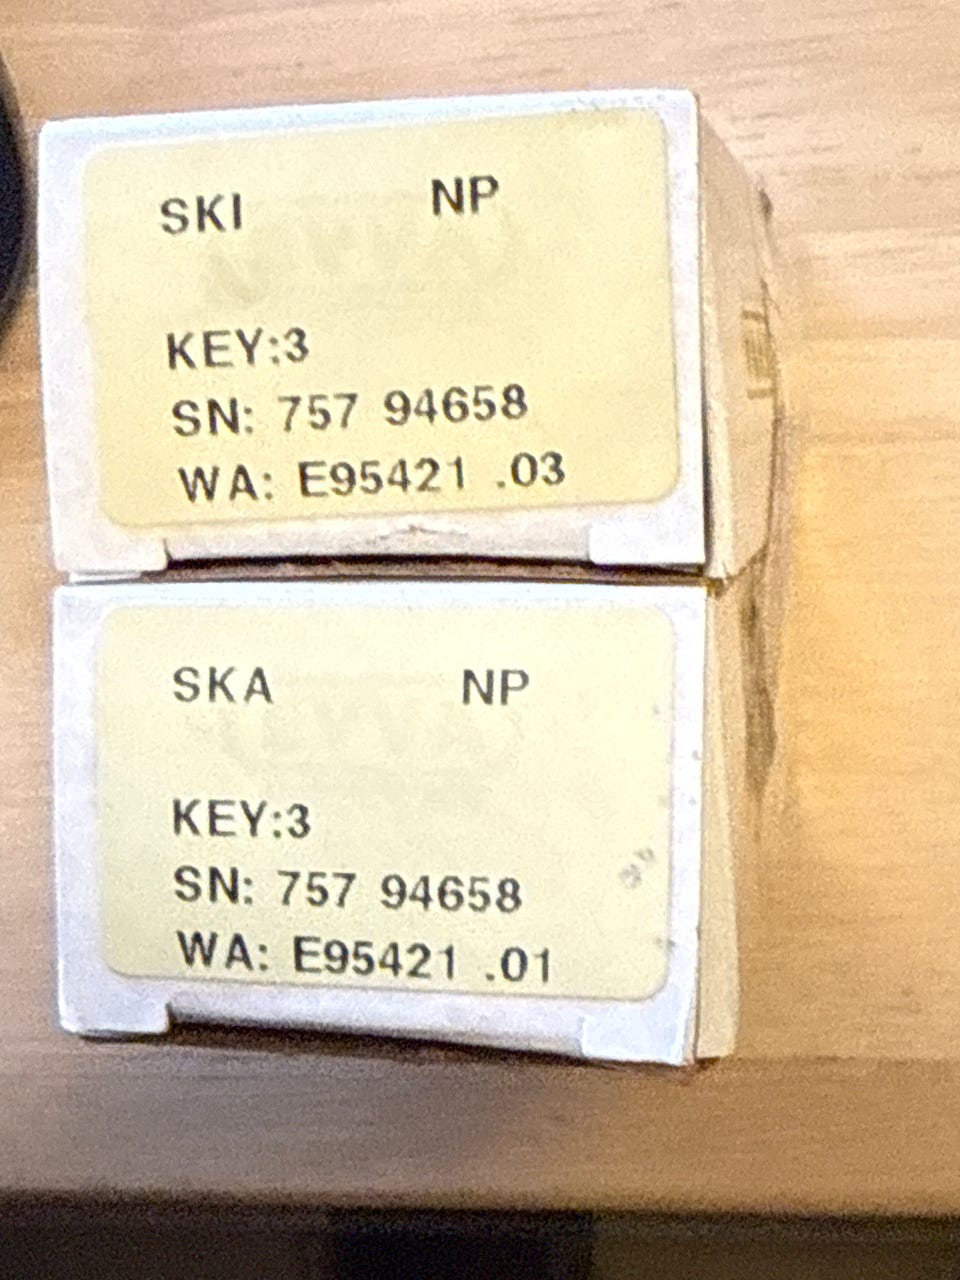 SKI NP
KEY:3
SN: 757 94658
WA: E95421 .03
SKA NP
KEY:3
SN: 757 94658
WA: E95421 .01